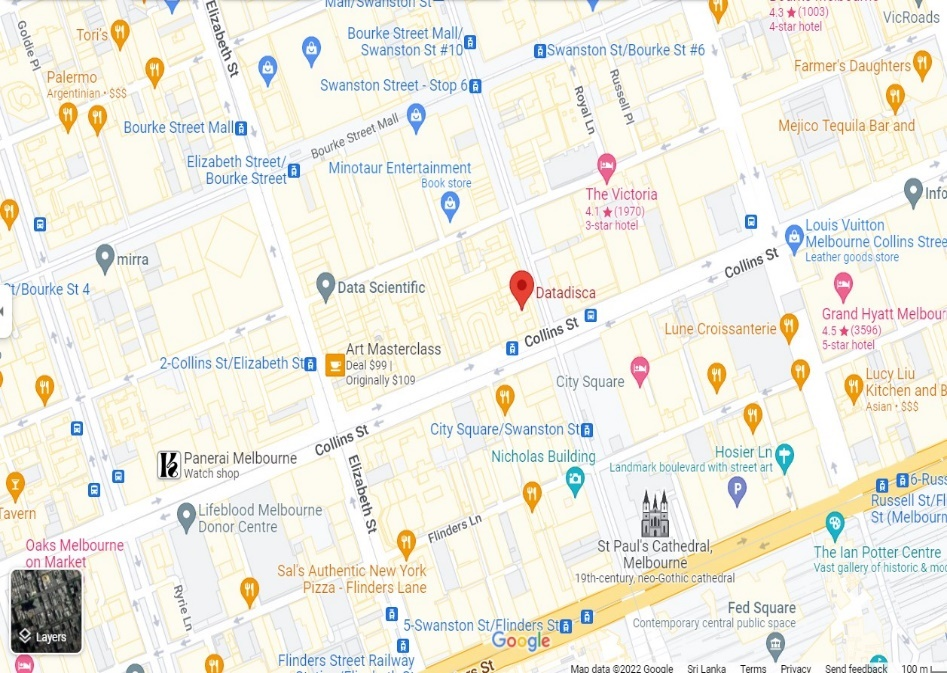 Mall/Swanston St
4.3 ★ (1003)
4-star hotel
VicRoads
Goldie Pl
Tori's
Elizabeth St
Bourke Street Mall/
Swanston St #10
Swanston St/Bourke St #6
Palermo
Argentinian • $$$
Swanston Street - Stop 6
Farmer's Daughters
Royal Ln
Russell Pl
Bourke Street Mall
Bourke Street Mall
Mejico Tequila Bar and
Elizabeth Street/
Bourke Street
Minotaur Entertainment
Book store
The Victoria
4.1 ★ (1970)
3-star hotel
Info
Louis Vuitton
Melbourne Collins Stree
Leather goods store
mirra
Collins St
St/Bourke St 4
Data Scientific
Datadisca
Grand Hyatt Melbour
4.5 ★ (3596)
5-star hotel
Collins St
Lune Croissanterie
Art Masterclass
Deal $99 |
Originally $109
2-Collins St/Elizabeth St
City Square
Lucy Liu
Kitchen and B
Asian • $$$
City Square/Swanston St
Collins St
Panerai Melbourne
Watch shop
Nicholas Building
Hosier Ln
Landmark boulevard with street art
P
Elizabeth St
6-Russ
Russell St/Fl
St (Melbourn
Tavern
Lifeblood Melbourne
Donor Centre
Flinders Ln
Oaks Melbourne
on Market
St Paul's Cathedral,
Melbourne
19th-century, neo-Gothic cathedral
The Ian Potter Centre
Vast gallery of historic & mod
Sal's Authentic New York
Pizza - Flinders Lane
Ryrie Ln
Layers
5-Swanston St/Flinders St
Fed Square
Contemporary central public space
Google
Flinders Street Railway
Map data ©2022 Google
Sri Lanka
Terms
Privacy
Send feedback
100 m